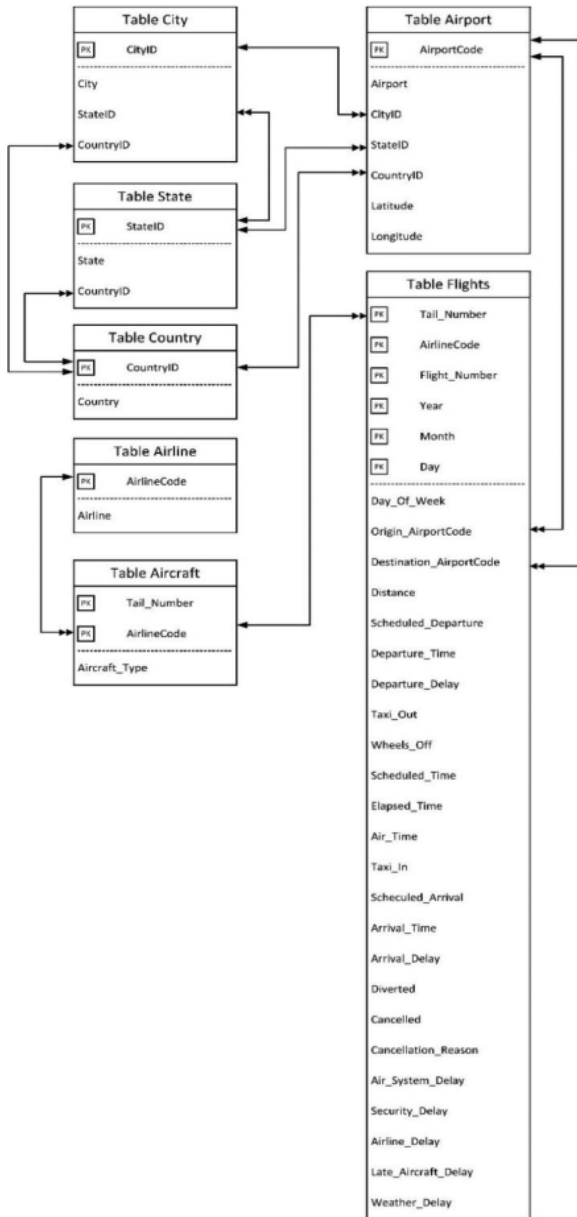 Table City
PK CityID
City
StateID
CountryID
Table State
PK StateID
State
CountryID
Table Country
PK CountryID
Country
Table Airline
PK AirlineCode
Airline
Table Aircraft
PK Tail_Number
PK AirlineCode
Aircraft_Type
Table Airport
PK AirportCode
Airport
CityID
StateID
CountryID
Latitude
Longitude
Table Flights
PK Tail_Number
PK AirlineCode
PK Flight_Number
PK Year
PK Month
PK Day
Day_Of_Week
Origin_AirportCode
Destination_AirportCode
Distance
Scheduled_Departure
Departure_Time
Departure_Delay
Taxi_Out
Wheels_Off
Scheduled_Time
Elapsed_Time
Air_Time
Taxi_In
Scheculed_Arrival
Arrival_Time
Arrival_Delay
Diverted
Cancelled
Cancellation_Reason
Air_System_Delay
Security_Delay
Airline_Delay
Late_Aircraft_Delay
Weather_Delay